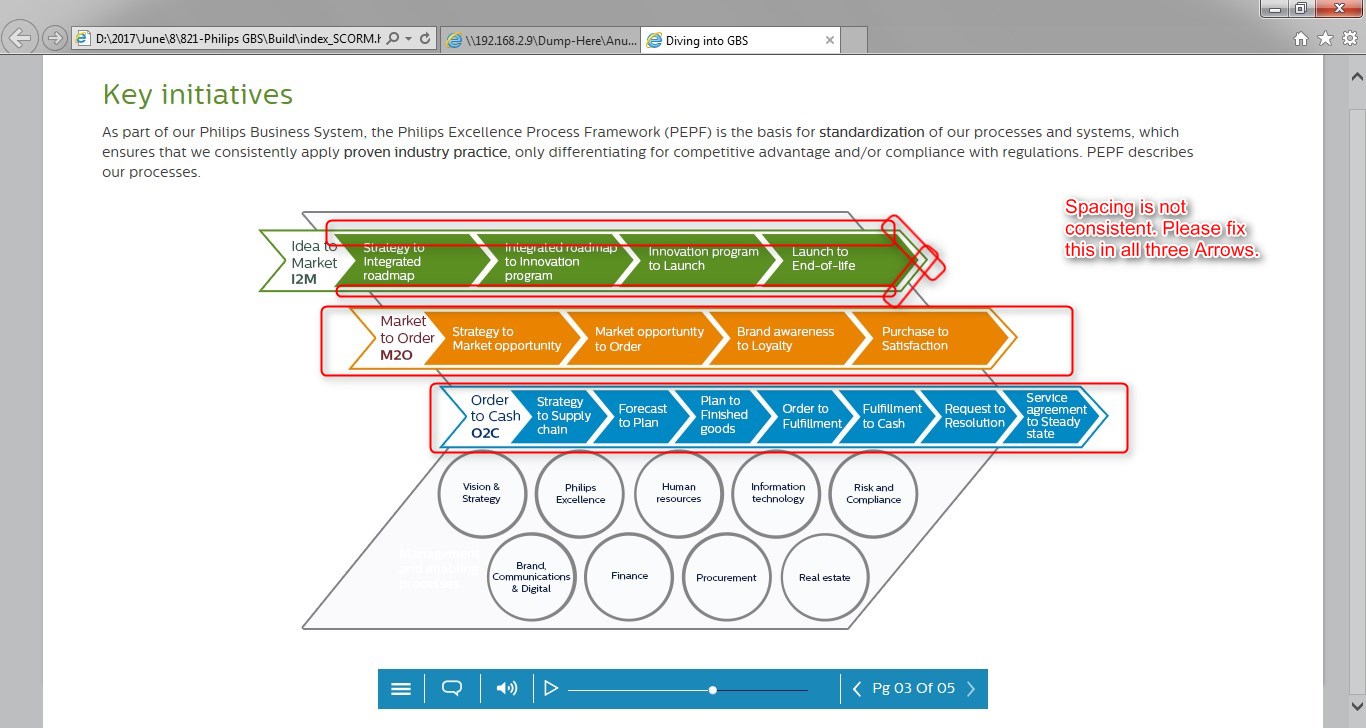 D:\2017\June\8\821-Philips GBS\Build\index_SCORM.h
\\192.168.2.9\Dump-Here\Anu...
Diving into GBS
Key initiatives
As part of our Philips Business System, the Philips Excellence Process Framework (PEPF) is the basis for standardization of our processes and systems, which
ensures that we consistently apply proven industry practice, only differentiating for competitive advantage and/or compliance with regulations. PEPF describes
our processes.
Spacing is not
consistent. Please fix
this in all three Arrows.
Idea to
Market
I2M
Strategy to
Integrated
roadmap
Integrated roadmap
to Innovation
program
Innovation program
to Launch
Launch to
End-of-life
Market
to Order
M2O
Strategy to
Market opportunity
Market opportunity
to Order
Brand awareness
to Loyalty
Purchase to
Satisfaction
Order
to Cash
O2C
Strategy
to Supply
chain
Forecast
to Plan
Plan to
Finished
goods
Order to
Fulfillment
Fulfillment
to Cash
Request to
Resolution
Service
agreement
to Steady
state
Vision &
Strategy
Philips
Excellence
Human
resources
Information
technology
Risk and
Compliance
Management
and enabling
processes
Brand,
Communications
& Digital
Finance
Procurement
Real estate
Pg 03 Of 05